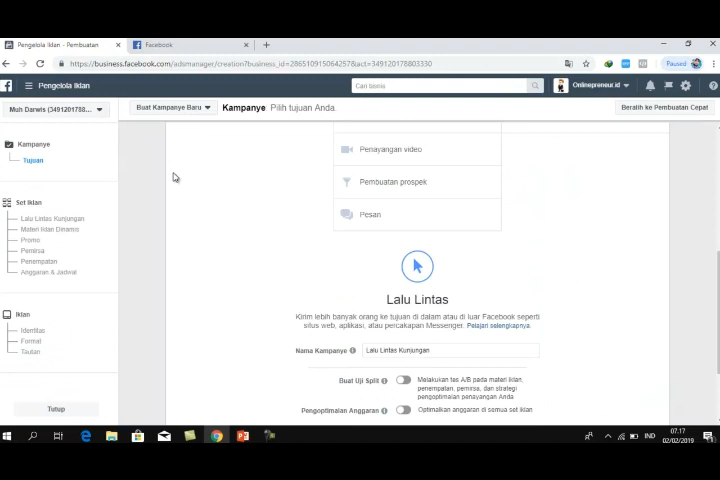 Pengelola Iklan - Pembuatan
Facebook
https://business.facebook.com/adsmanager/creation?business_id=286510915064257&act=349120178803330
Paused
Pengelola Iklan
Cari bisnis
Onlinepreneur.id
Muh Darwis (3491201788...
Buat Kampanye Baru
Kampanye: Pilih tujuan Anda.
Beralih ke Pembuatan Cepat
Kampanye
Tujuan
Set Iklan
Lalu Lintas Kunjungan
Materi Iklan Dinamis
Promo
Pemirsa
Penempatan
Anggaran & Jadwal
Iklan
Identitas
Format
Tautan
Tutup
Penayangan video
Pembuatan prospek
Pesan
Lalu Lintas
Kirim lebih banyak orang ke tujuan di dalam atau di luar Facebook seperti
situs web, aplikasi, atau percakapan Messenger. Pelajari selengkapnya.
Nama Kampanye
Lalu Lintas Kunjungan
Buat Uji Split
Melakukan tes A/B pada materi iklan,
penempatan, pemirsa, dan strategi
pengoptimalan penayangan Anda
Pengoptimalan Anggaran
Optimalkan anggaran di semua set iklan
IND
07.17
02/02/2019